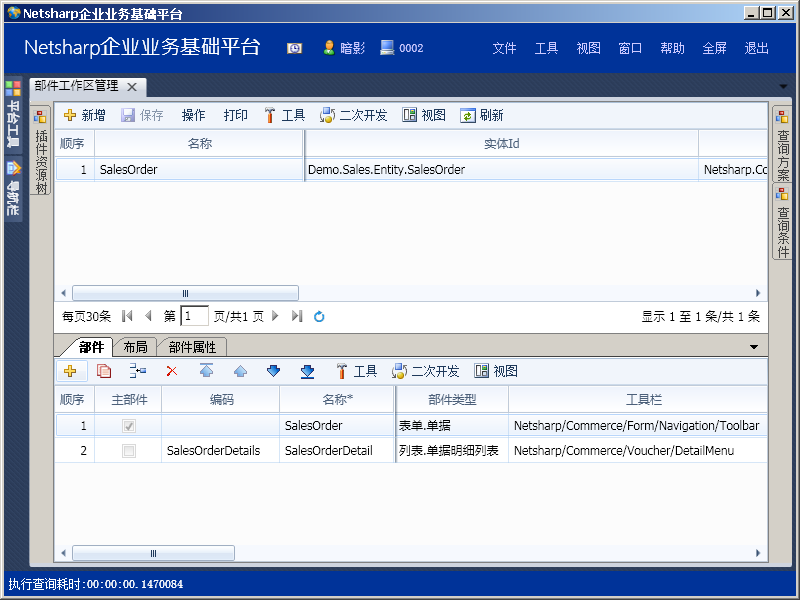 Netsharp企业业务基础平台
Netsharp企业业务基础平台 暗影 0002 文件 工具 视图 窗口 帮助 全屏 退出
平台工具
导航栏
部件工作区管理
插件资源树
新增 保存 操作 打印 工具 二次开发 视图 刷新
顺序 名称 实体Id
1 SalesOrder Demo.Sales.Entity.SalesOrder Netsharp.Co
每页30条 第 1 页/共1 页 显示 1 至 1 条/共 1 条
部件 布局 部件属性
工具 二次开发 视图
顺序 主部件 编码 名称* 部件类型 工具栏
1 SalesOrder 表单.单据 Netsharp/Commerce/Form/Navigation/Toolbar
2 SalesOrderDetails SalesOrderDetail 列表.单据明细列表 Netsharp/Commerce/Voucher/DetailMenu
查询方案
查询条件
执行查询耗时:00:00:00.1470084